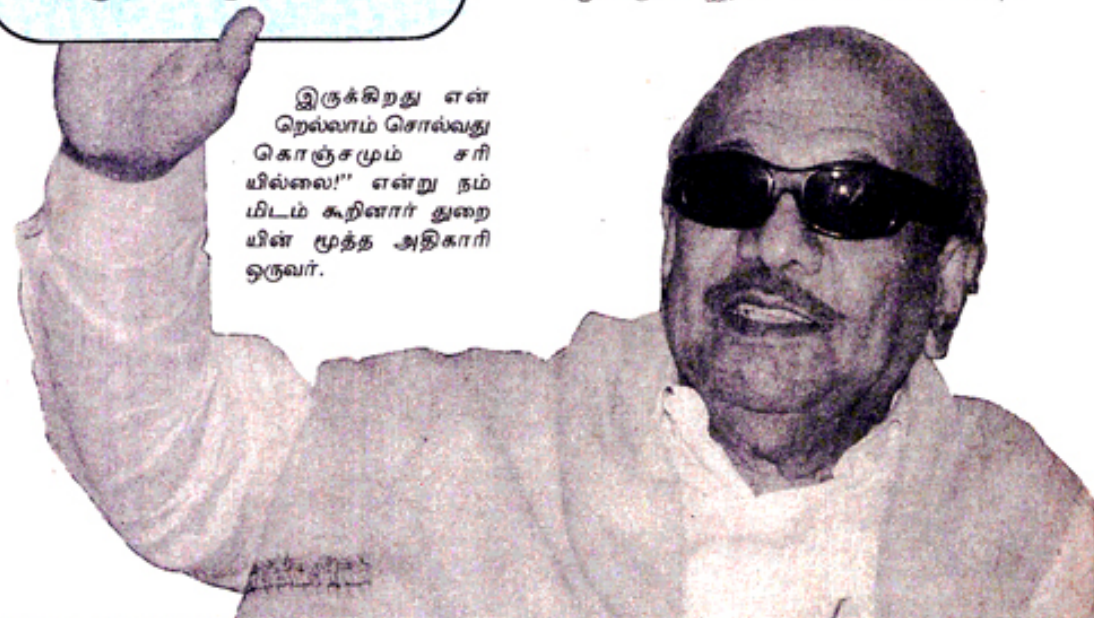 இருக்கிறது என்
றெல்லாம் சொல்வது
கொஞ்சமும் சரி
யில்லை!" என்று நம்
மிடம் கூறினார் துறை
யின் மூத்த அதிகாரி
ஒருவர்.